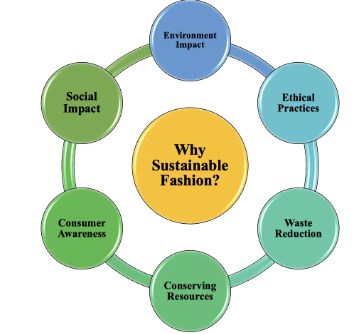 Environment
Impact
Ethical
Practices
Waste
Reduction
Conserving
Resources
Consumer
Awareness
Social
Impact
Why
Sustainable
Fashion?